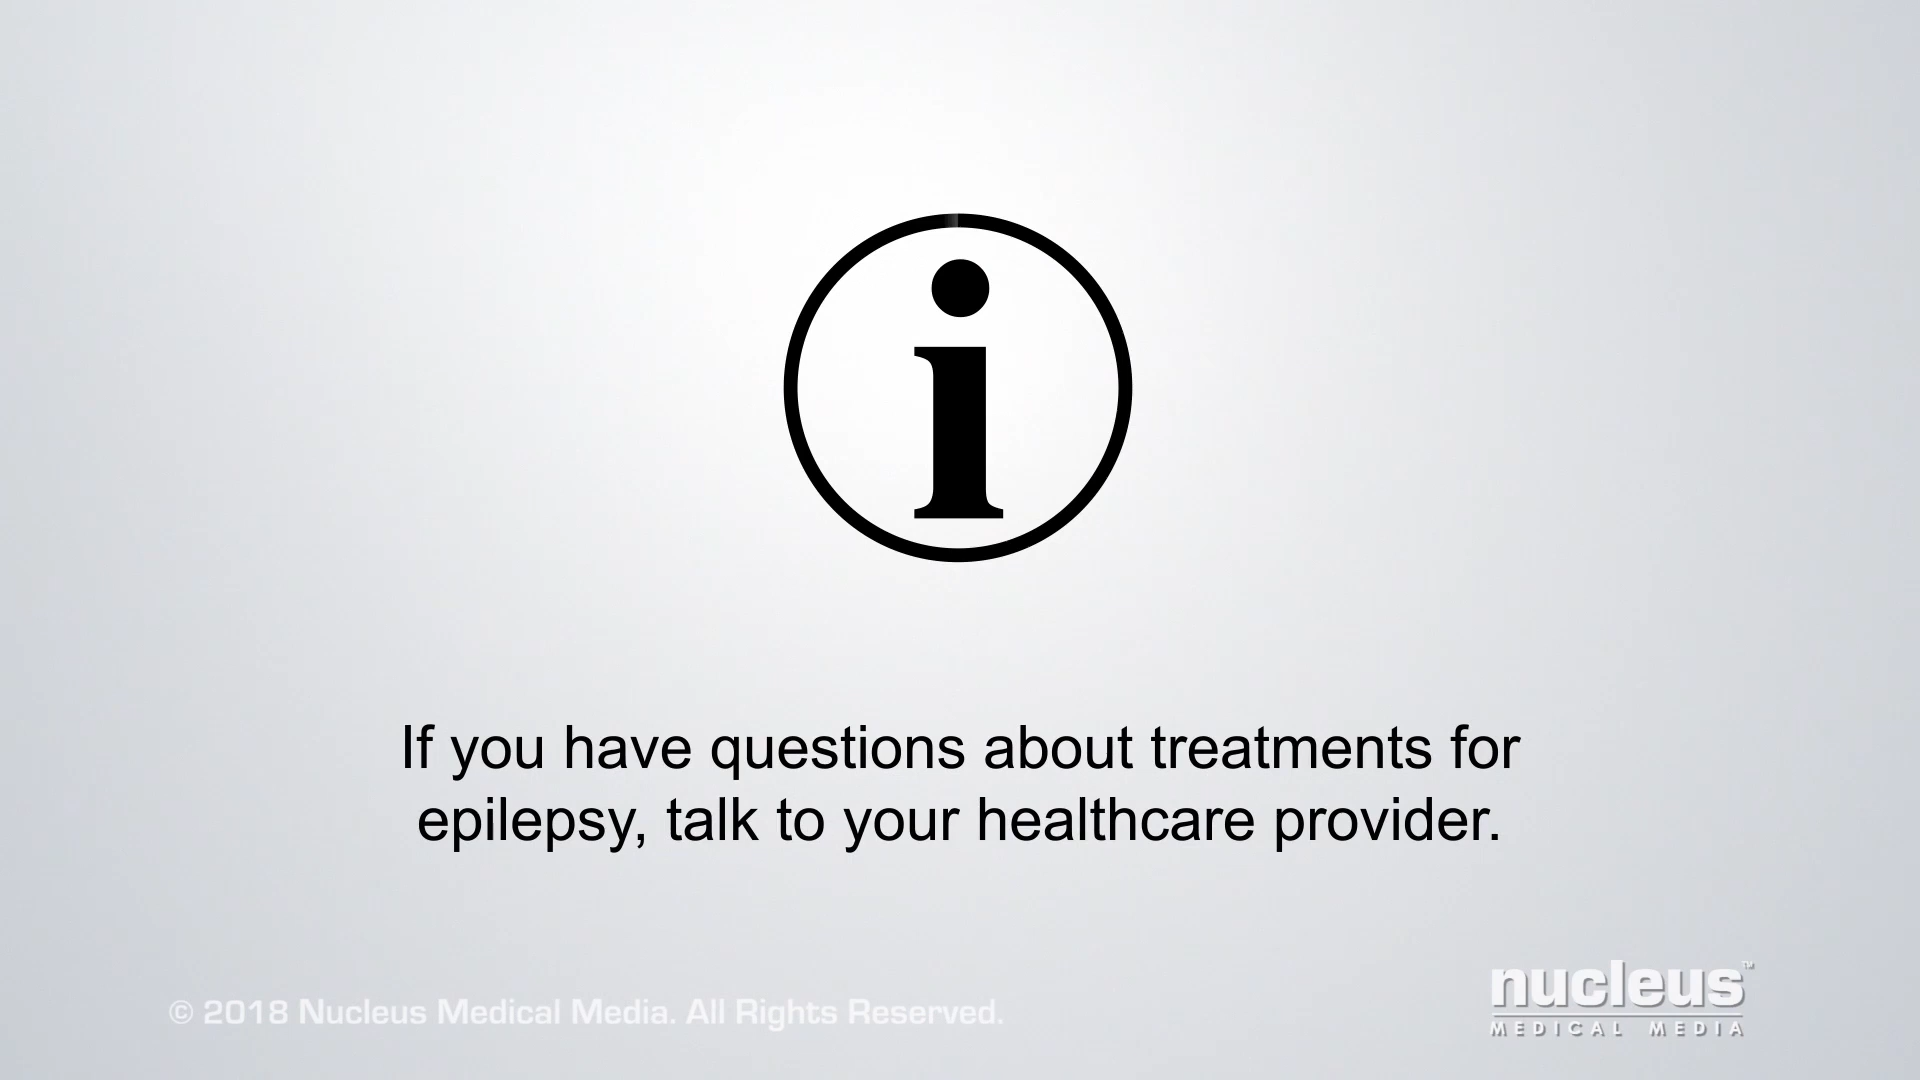 i
If you have questions about treatments for
epilepsy, talk to your healthcare provider.
© 2018 Nucleus Medical Media. All Rights Reserved.
nucleus™
MEDICAL MEDIA